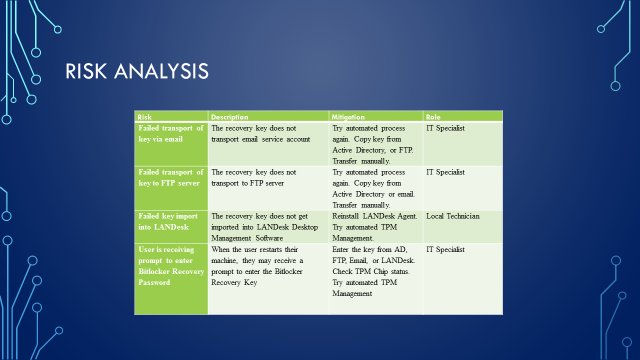 RISK ANALYSIS
Risk Description Mitigation Role
Failed transport of key via email
The recovery key does not transport email service account
Try automated process again. Copy key from Active Directory, or FTP. Transfer manually.
IT Specialist
Failed transport of key to FTP server
The recovery key does not transport to FTP server
Try automated process again. Copy key from Active Directory or email. Transfer manually.
IT Specialist
Failed key import into LANDesk
The recovery key does not get imported into LANDesk Desktop Management Software
Reinstall LANDesk Agent. Try automated TPM Management.
Local Technician
User is receiving prompt to enter Bitlocker Recovery Password
When the user restarts their machine, they may receive a prompt to enter the Bitlocker Recovery Key
Enter the key from AD, FTP, Email, or LANDesk. Check TPM Chip status. Try automated TPM Management
IT Specialist